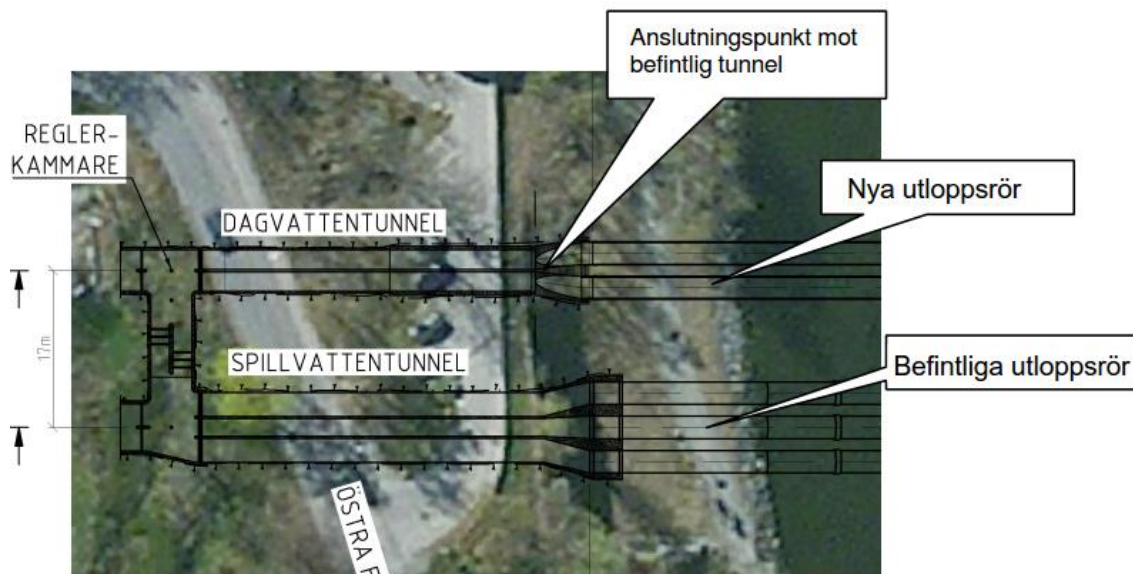 Anslutningspunkt mot
befintlig tunnel
REGLER-
KAMMARE
Nya utloppsrör
DAGVATTENTUNNEL
17m
SPILLVATTENTUNNEL
Befintliga utloppsrör
ÖSTRA F